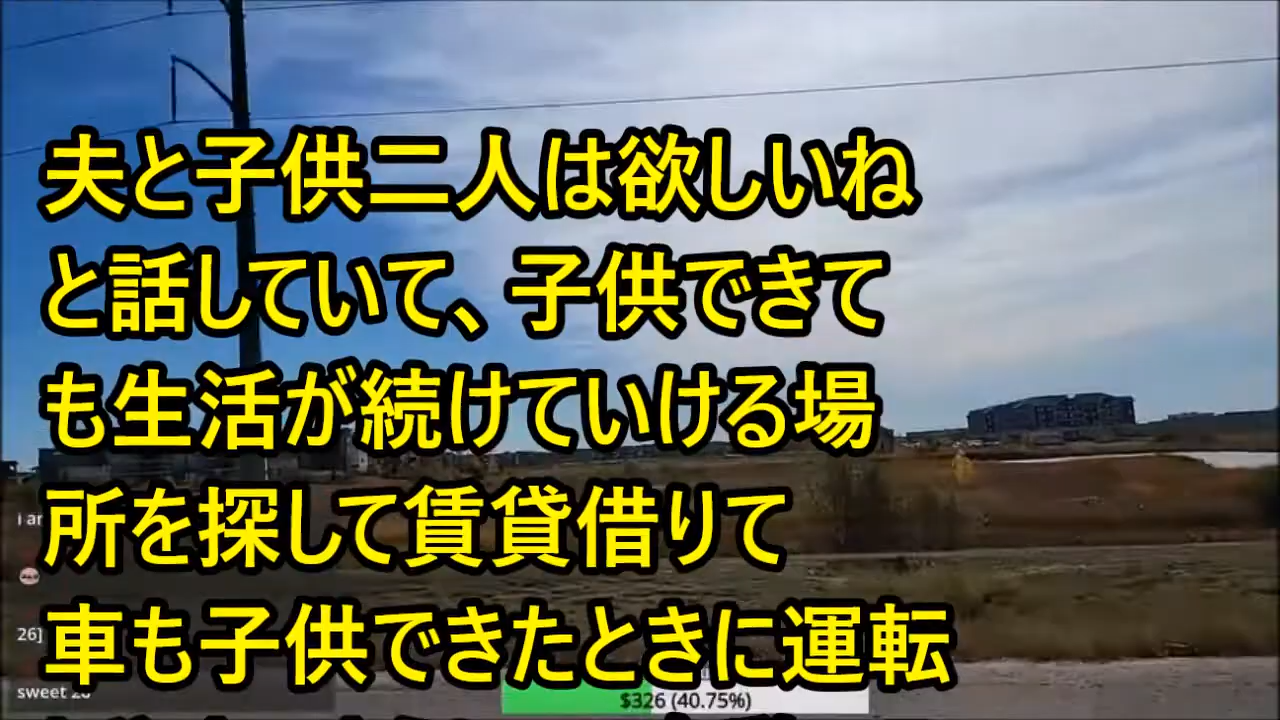 夫と子供二人は欲しいね
と話していて、子供できて
も生活が続けていける場
所を探して賃貸借りて
車も子供できたときに運転
i ar
26]
sweet 26
$326 (40.75%)